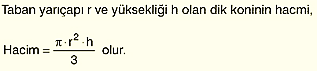 Taban yarıçapı r ve yüksekliği h olan dik koninin hacmi,
Hacim = π·r²·h / 3 olur.